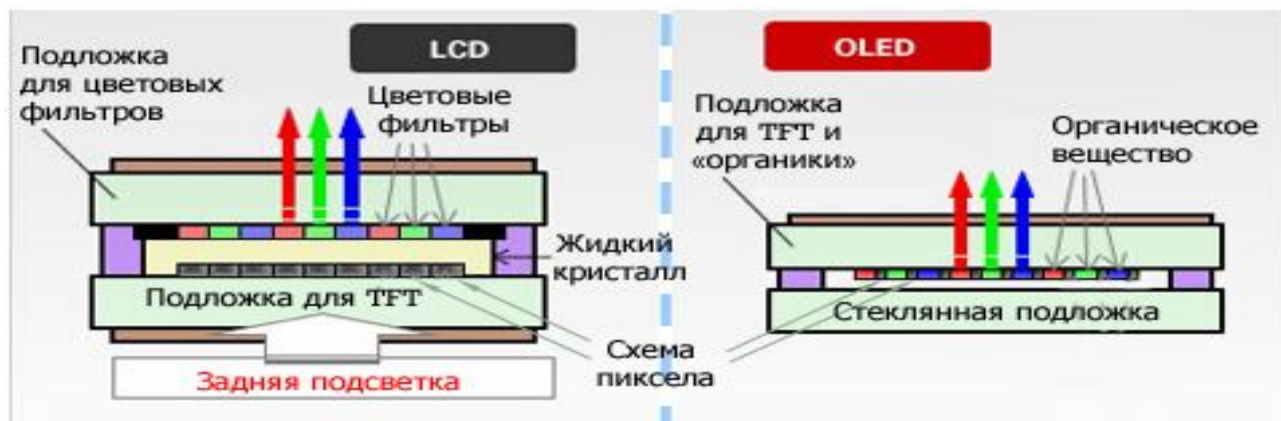 LCD
Подложка
для цветовых
фильтров
Цветовые
фильтры
Жидкий
кристалл
Подложка для TFT
Задняя подсветка
Схема
пиксела
OLED
Подложка
для TFT и
«органики»
Органическое
вещество
Стеклянная подложка